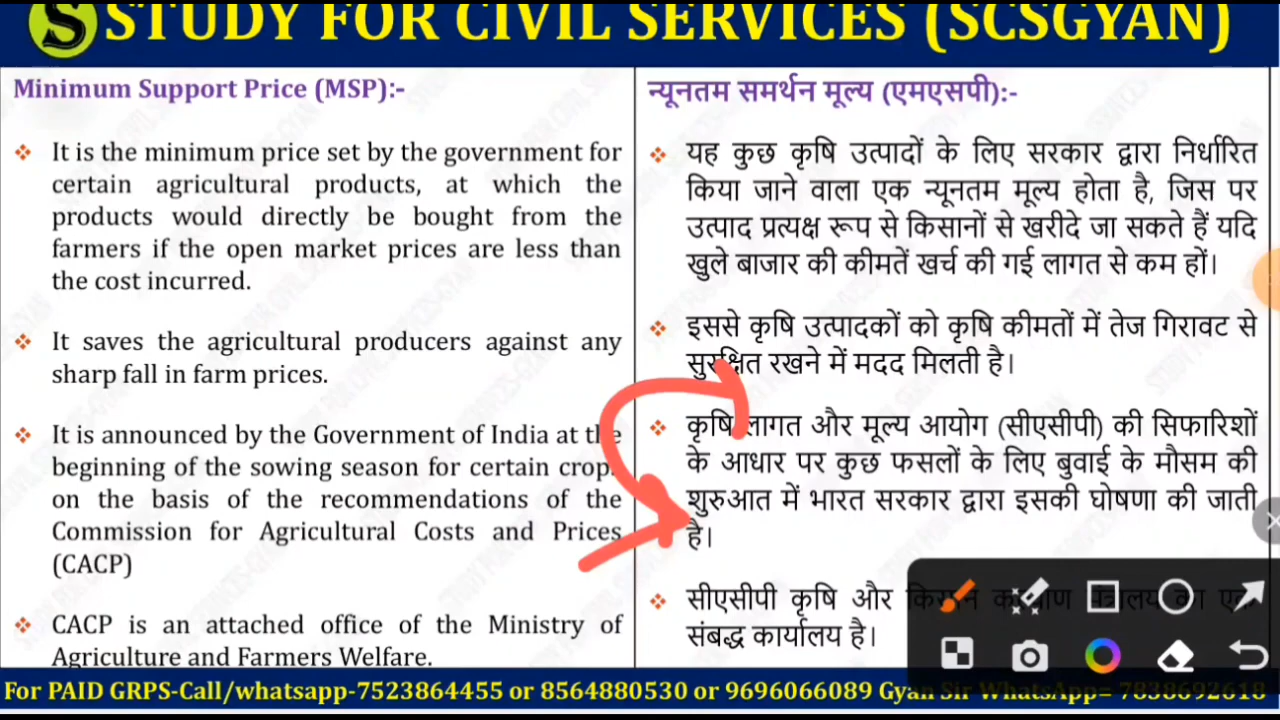 STUDY FOR CIVIL SERVICES (SCSGYAN)
Minimum Support Price (MSP):-
It is the minimum price set by the government for
certain agricultural products, at which the
products would directly be bought from the
farmers if the open market prices are less than
the cost incurred.
It saves the agricultural producers against any
sharp fall in farm prices.
It is announced by the Government of India at the
beginning of the sowing season for certain crop
on the basis of the recommendations of the
Commission for Agricultural Costs and Prices
(CACP)
CACP is an attached office of the Ministry of
Agriculture and Farmers Welfare.
न्यूनतम समर्थन मूल्य (एमएसपी):-
यह कुछ कृषि उत्पादों के लिए सरकार द्वारा निर्धारित
किया जाने वाला एक न्यूनतम मूल्य होता है, जिस पर
उत्पाद प्रत्यक्ष रूप से किसानों से खरीदे जा सकते हैं यदि
खुले बाजार की कीमतें खर्च की गई लागत से कम हों।
इससे कृषि उत्पादकों को कृषि कीमतों में तेज गिरावट से
सुरक्षित रखने में मदद मिलती है।
कृषि लागत और मूल्य आयोग (सीएसीपी) की सिफारिशों
के आधार पर कुछ फसलों के लिए बुवाई के मौसम की
शुरुआत में भारत सरकार द्वारा इसकी घोषणा की जाती
है।
सीएसीपी कृषि और किसान कल्याण मंत्रालय का एक
संबद्ध कार्यालय है।
For PAID GRPS-Call/whatsapp-7523864455 or 8564880530 or 9696066089 Gyan Sir WhatsApp= 7838692618